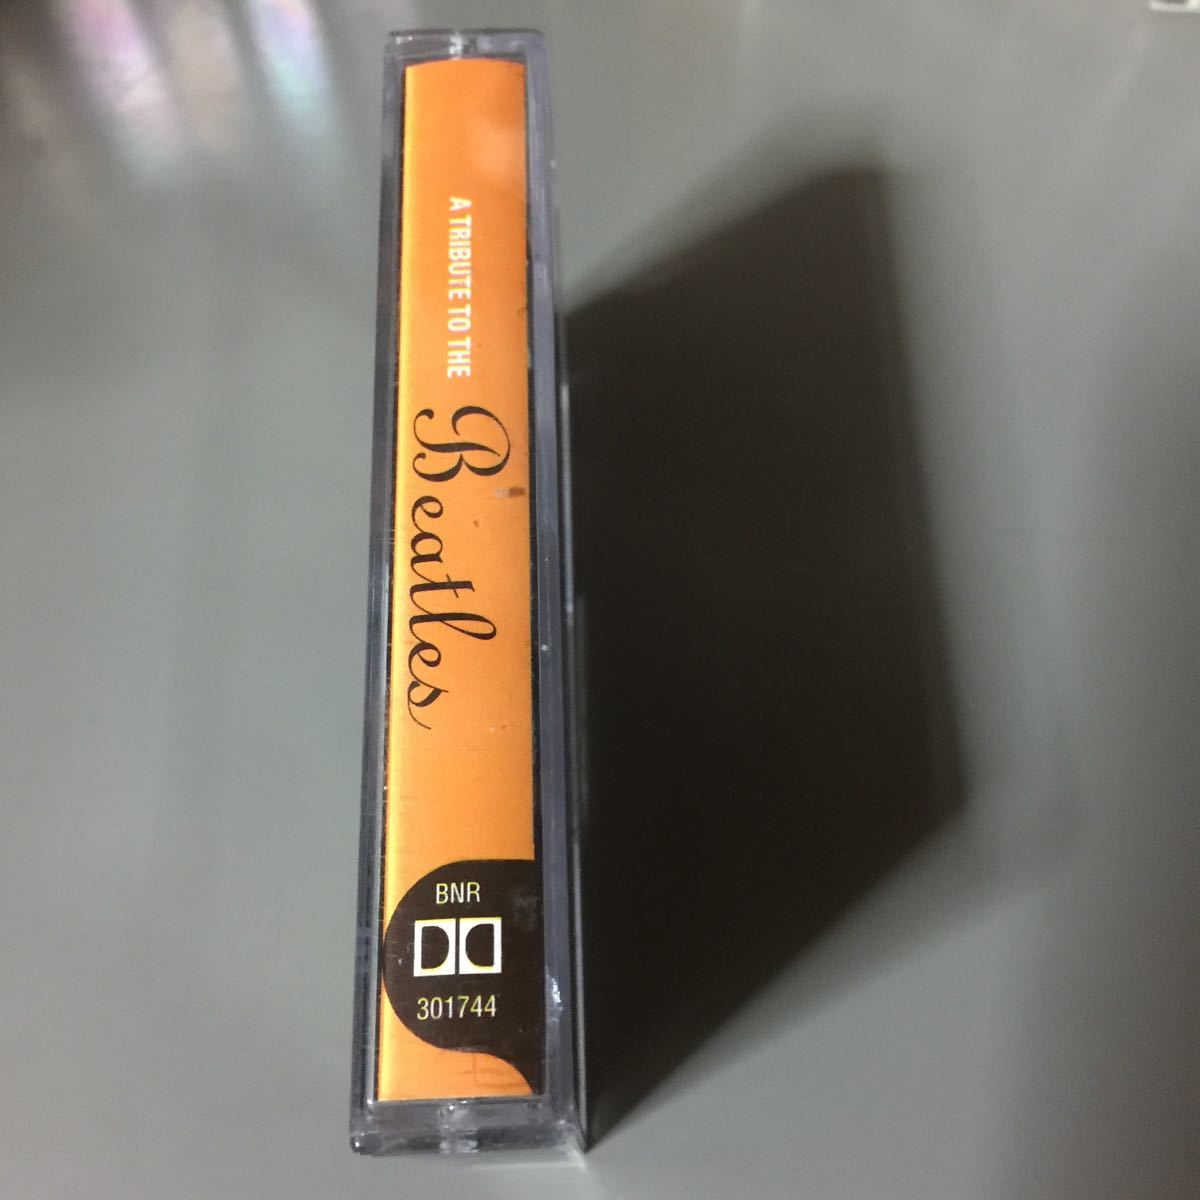 A TRIBUTE TO THE
Beatles
BNR
301744